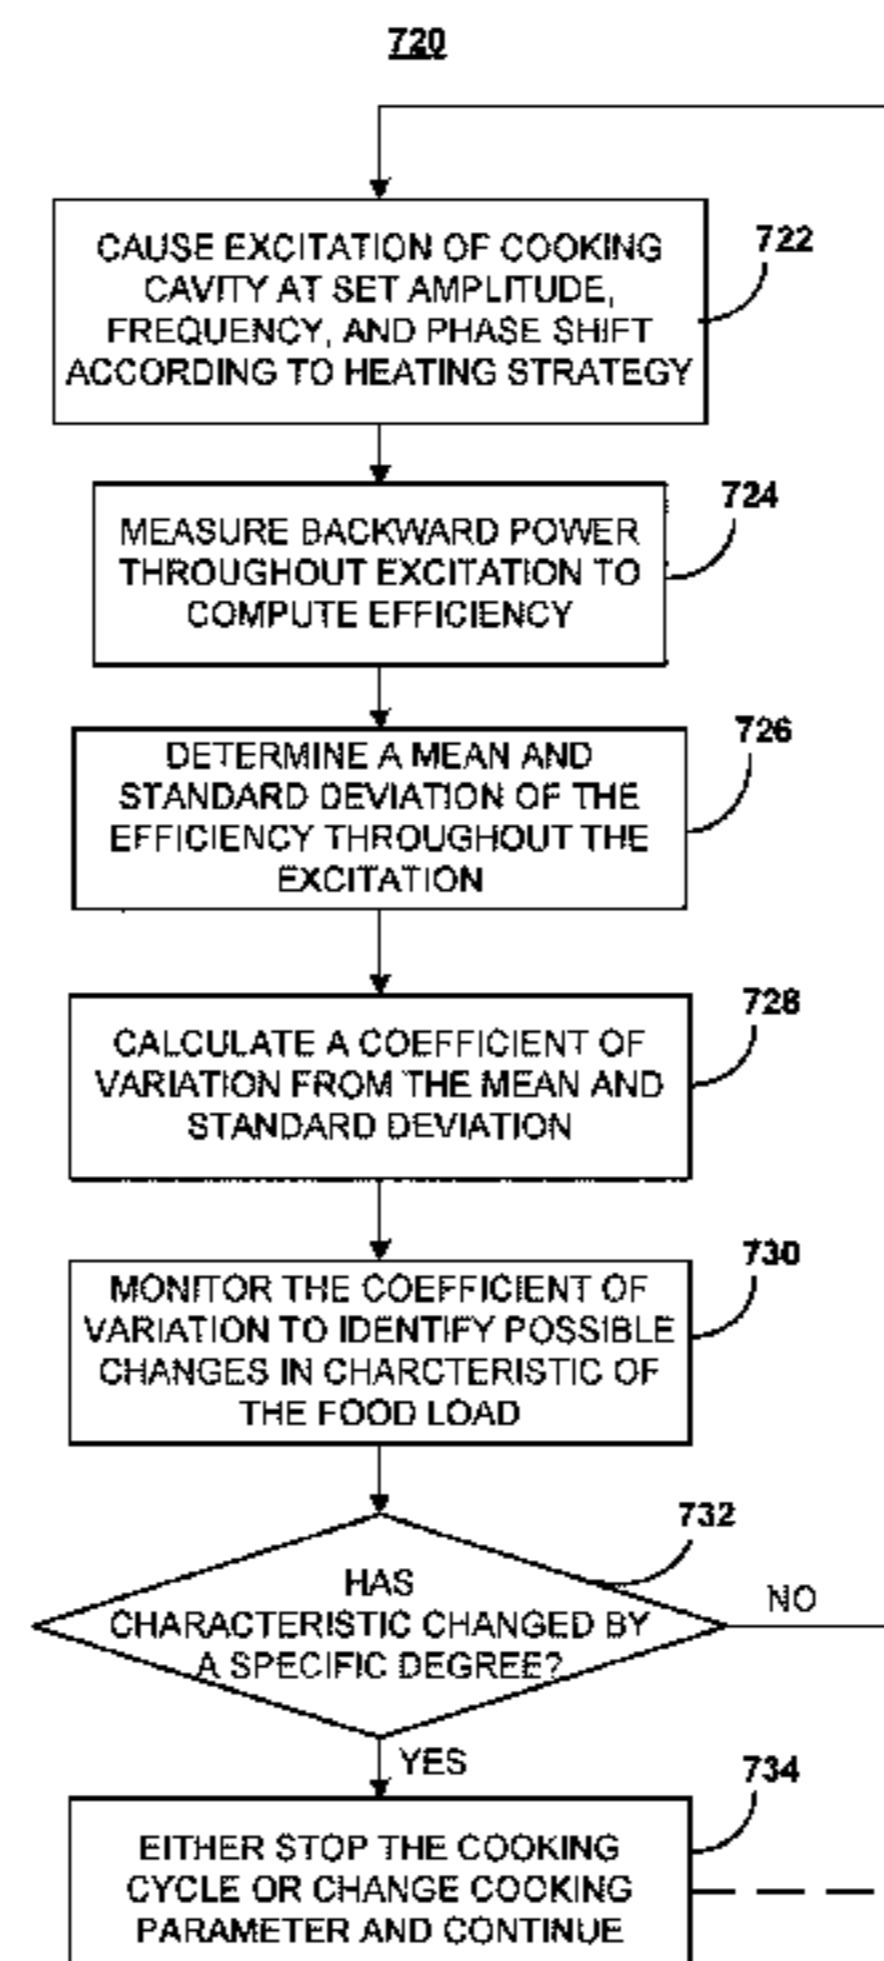 720
CAUSE EXCITATION OF COOKING
CAVITY AT SET AMPLITUDE,
FREQUENCY, AND PHASE SHIFT
ACCORDING TO HEATING STRATEGY
722
MEASURE BACKWARD POWER
THROUGHOUT EXCITATION TO
COMPUTE EFFICIENCY
724
DETERMINE A MEAN AND
STANDARD DEVIATION OF THE
EFFICIENCY THROUGHOUT THE
EXCITATION
726
CALCULATE A COEFFICIENT OF
VARIATION FROM THE MEAN AND
STANDARD DEVIATION
728
MONITOR THE COEFFICIENT OF
VARIATION TO IDENTIFY POSSIBLE
CHANGES IN CHARCTERISTIC OF
THE FOOD LOAD
730
HAS
CHARACTERISTIC CHANGED BY
A SPECIFIC DEGREE?
732
NO
YES
EITHER STOP THE COOKING
CYCLE OR CHANGE COOKING
PARAMETER AND CONTINUE
734